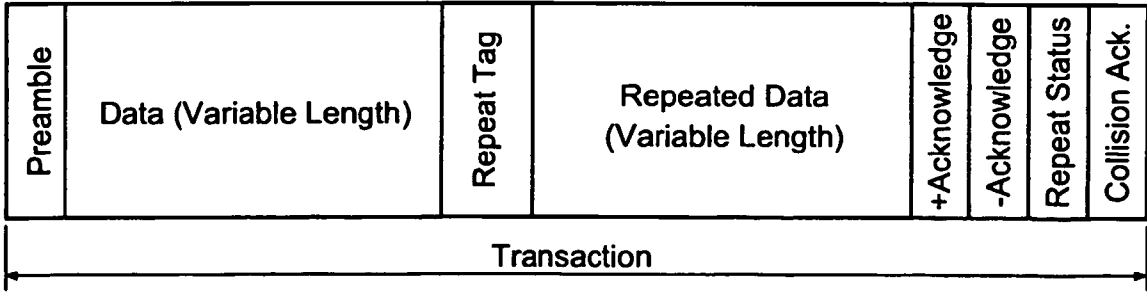 Preamble
Data (Variable Length)
Repeat Tag
Repeated Data
(Variable Length)
+Acknowledge
-Acknowledge
Repeat Status
Collision Ack.
Transaction